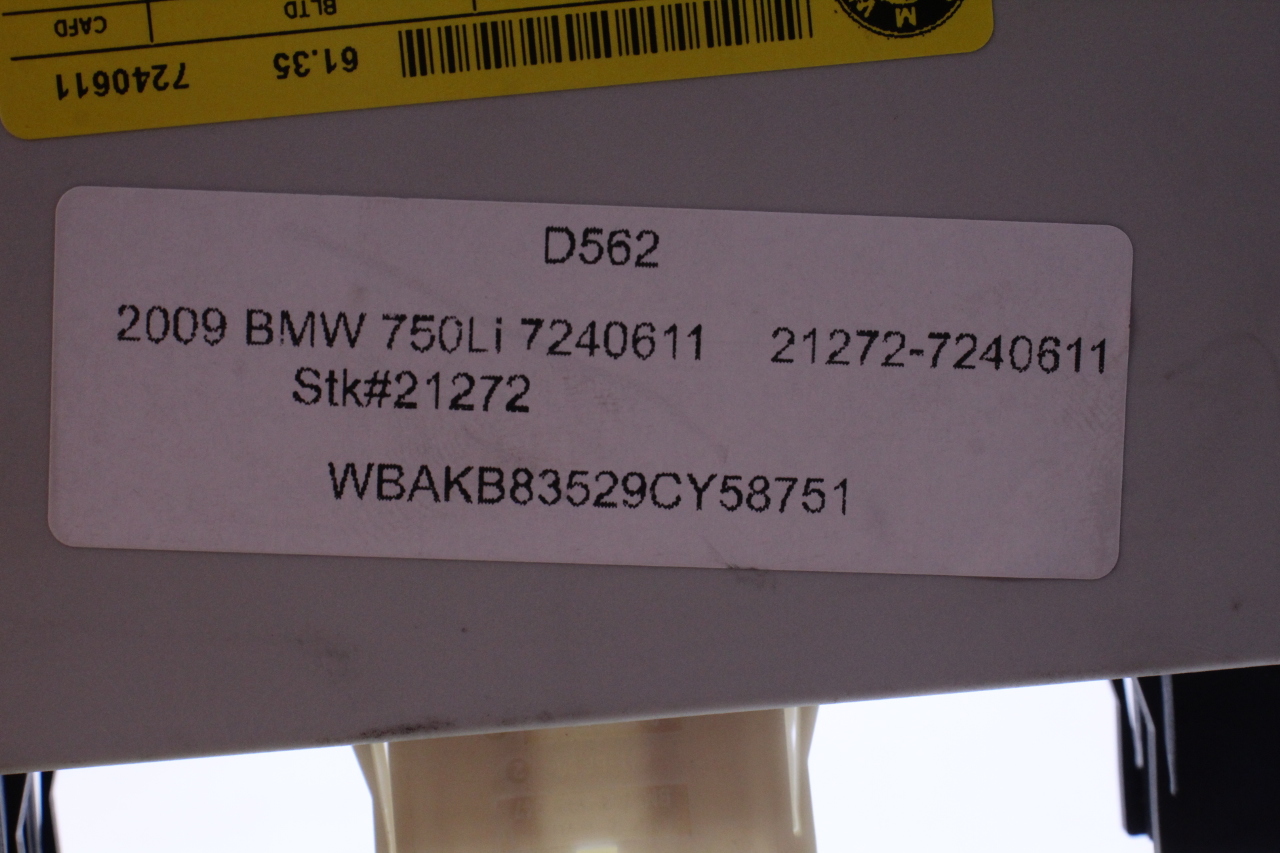 CAFD BLTD
7240611 61.35
D562
2009 BMW 750Li 7240611 21272-7240611
Stk#21272
WBAKB83529CY58751